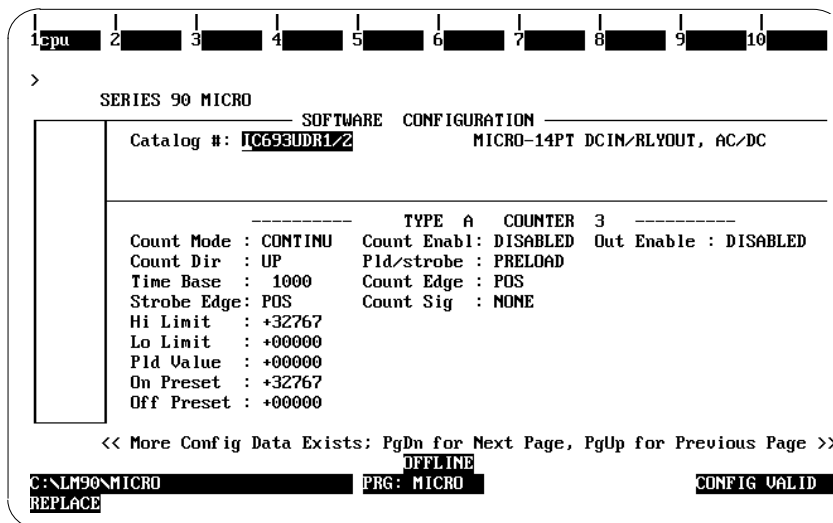 1cpu 2 3 4 5 6 7 8 9 10
>
SERIES 90 MICRO
SOFTWARE CONFIGURATION
Catalog #: IC693UDR1/2 MICRO-14PT DCIN/RLYOUT, AC/DC
---------- TYPE A COUNTER 3 ----------
Count Mode : CONTINU Count Enabl: DISABLED Out Enable : DISABLED
Count Dir : UP Pld/strobe : PRELOAD
Time Base : 1000 Count Edge : POS
Strobe Edge: POS Count Sig : NONE
Hi Limit : +32767
Lo Limit : +00000
Pld Value : +00000
On Preset : +32767
Off Preset : +00000
<< More Config Data Exists; PgDn for Next Page, PgUp for Previous Page >>
OFFLINE
C:\LM90\MICRO PRG: MICRO CONFIG VALID
REPLACE